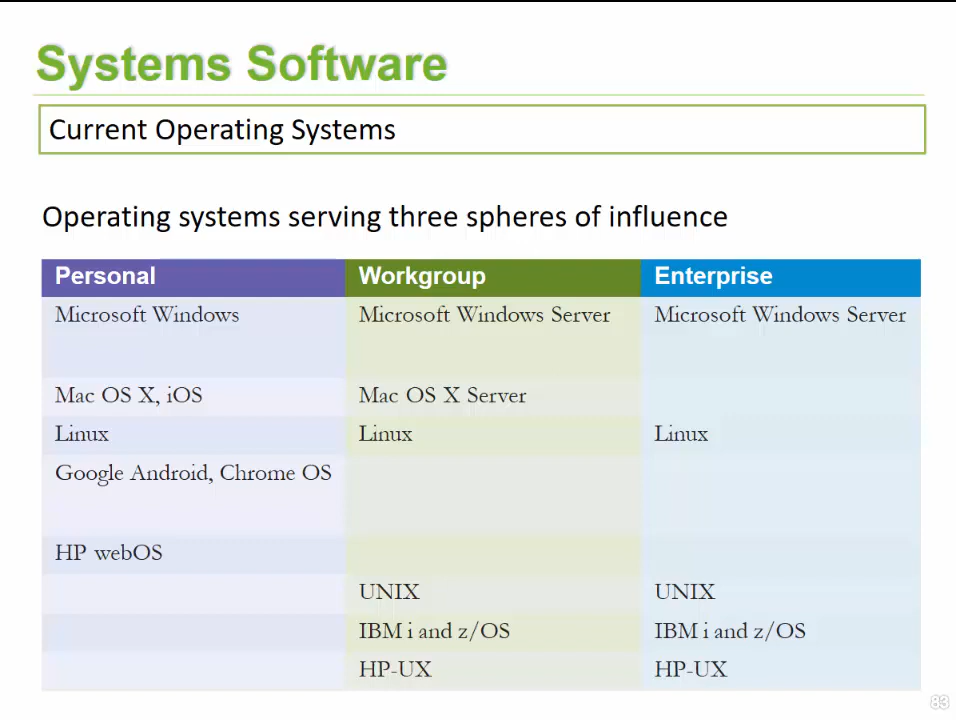 Systems Software
Current Operating Systems
Operating systems serving three spheres of influence
Personal Workgroup Enterprise
Microsoft Windows Microsoft Windows Server Microsoft Windows Server
Mac OS X, iOS Mac OS X Server
Linux Linux Linux
Google Android, Chrome OS
HP webOS
UNIX UNIX
IBM i and z/OS IBM i and z/OS
HP-UX HP-UX
83